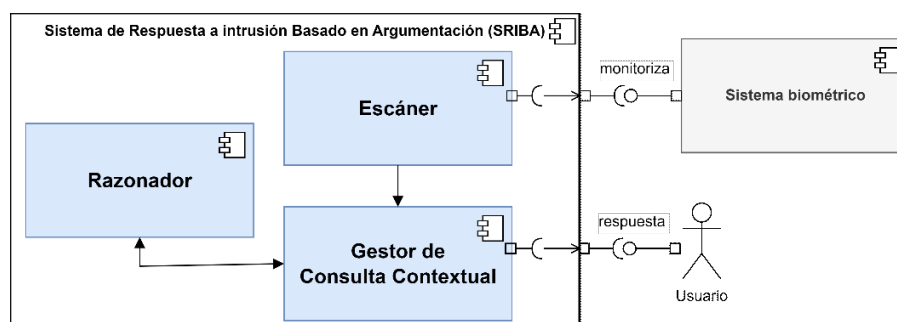 Sistema de Respuesta a intrusión Basado en Argumentación (SRIBA)
Escáner
monitoriza
Sistema biométrico
Razonador
Gestor de
Consulta Contextual
respuesta
Usuario